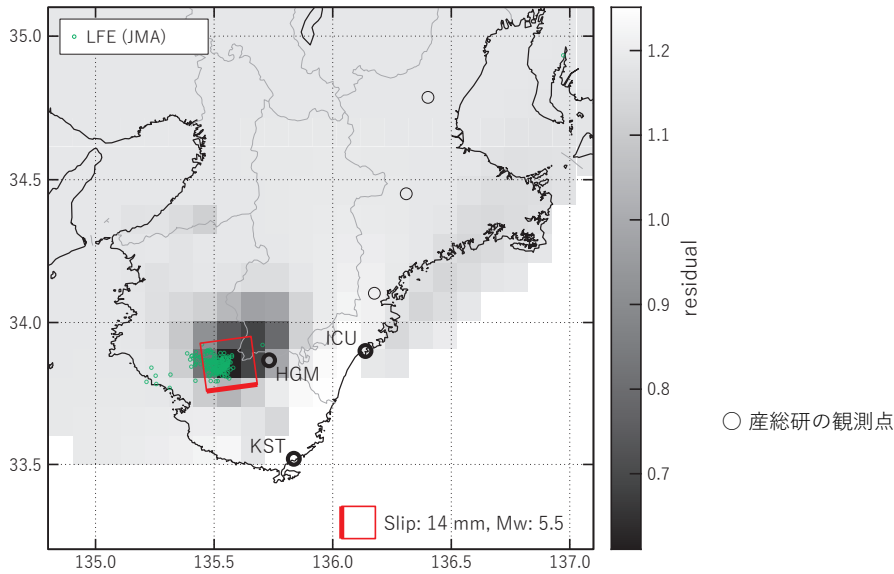 LFE (JMA)
35.0
34.5
34.0
33.5
135.0
135.5
136.0
136.5
137.0
ICU
HGM
KST
Slip: 14 mm, Mw: 5.5
1.2
1.1
1.0
0.9
0.8
0.7
residual
産総研の観測点